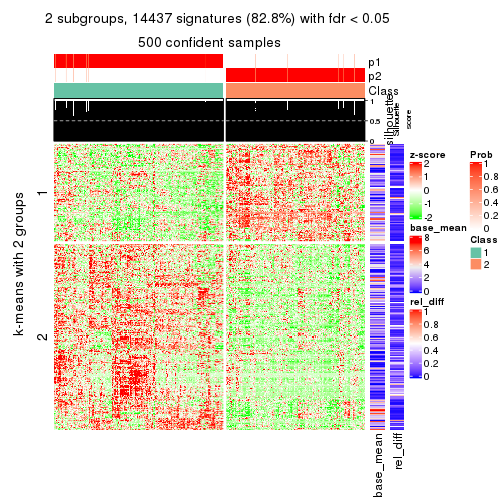 2 subgroups, 14437 signatures (82.8%) with fdr < 0.05
500 confident samples
p1
p2
Class
silhouette
Silhouette
score
1
0.5
0
k-means with 2 groups
1
2
base_mean
rel_diff
z-score
2
1
0
-1
-2
base_mean
8
6
4
2
0
rel_diff
1
0.8
0.6
0.4
0.2
0
Prob
1
0.8
0.6
0.4
0.2
0
Class
1
2